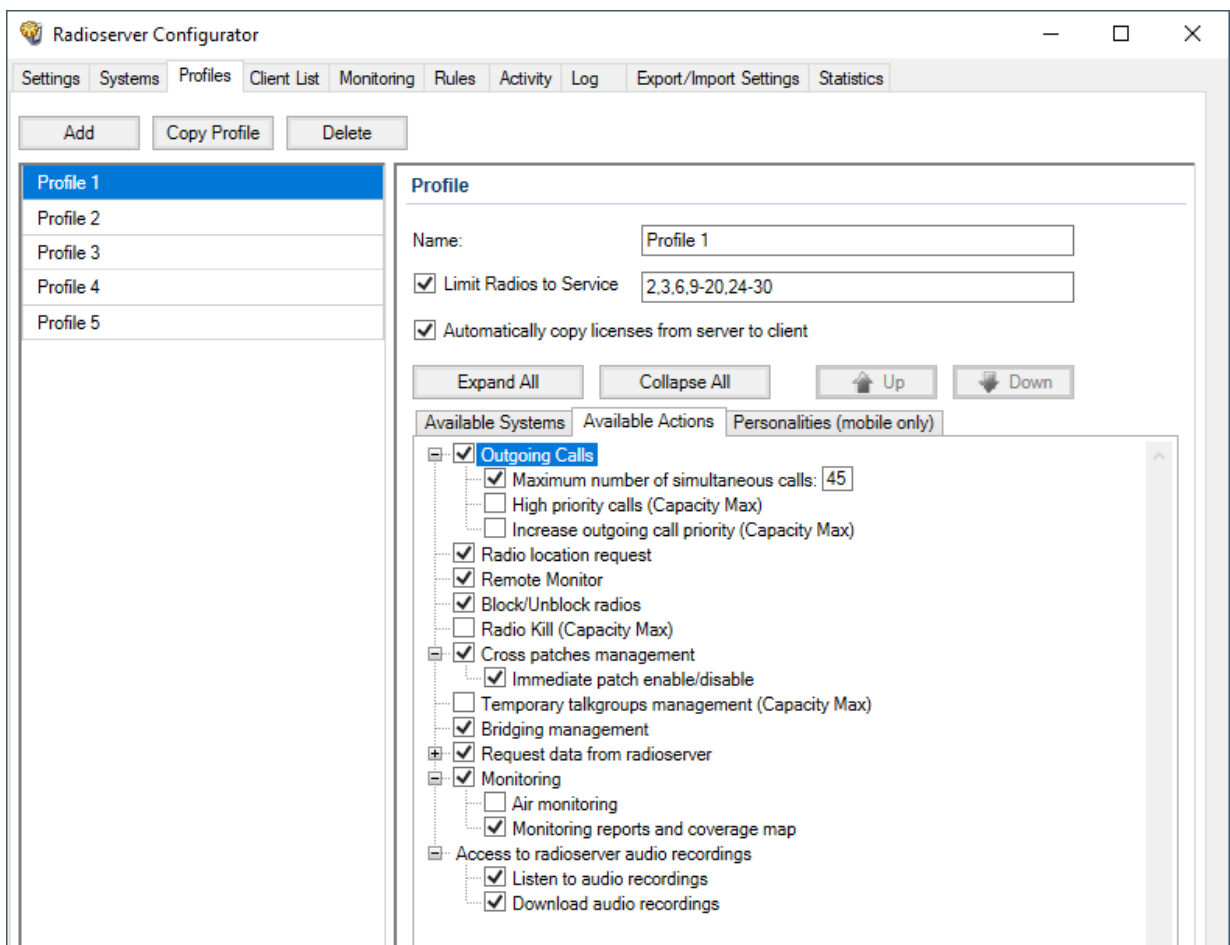 Radioserver Configurator
Settings Systems Profiles Client List Monitoring Rules Activity Log Export/Import Settings Statistics
Add Copy Profile Delete
Profile 1
Profile 2
Profile 3
Profile 4
Profile 5
Profile
Name: Profile 1
Limit Radios to Service 2,3,6,9-20,24-30
Automatically copy licenses from server to client
Expand All Collapse All Up Down
Available Systems Available Actions Personalities (mobile only)
Outgoing Calls
Maximum number of simultaneous calls: 45
High priority calls (Capacity Max)
Increase outgoing call priority (Capacity Max)
Radio location request
Remote Monitor
Block/Unblock radios
Radio Kill (Capacity Max)
Cross patches management
Immediate patch enable/disable
Temporary talkgroups management (Capacity Max)
Bridging management
Request data from radioserver
Monitoring
Air monitoring
Monitoring reports and coverage map
Access to radioserver audio recordings
Listen to audio recordings
Download audio recordings